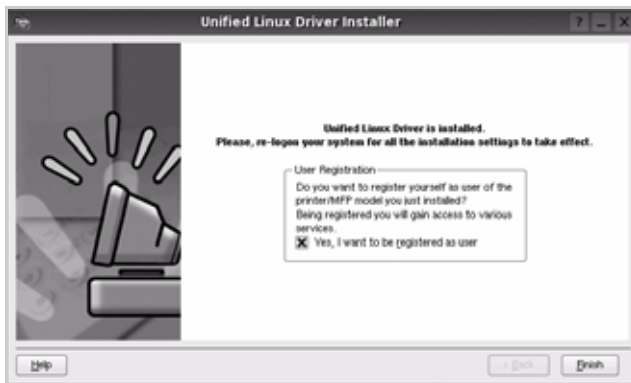 Unified Linux Driver Installer
Unified Linux Driver is installed.
Please, re-logon your system for all the installation settings to take effect.
User Registration
Do you want to register yourself as user of the
printer/MFP model you just installed?
Being registered you will gain access to various
services.
Yes, I want to be registered as user
Help
< Back
Finish